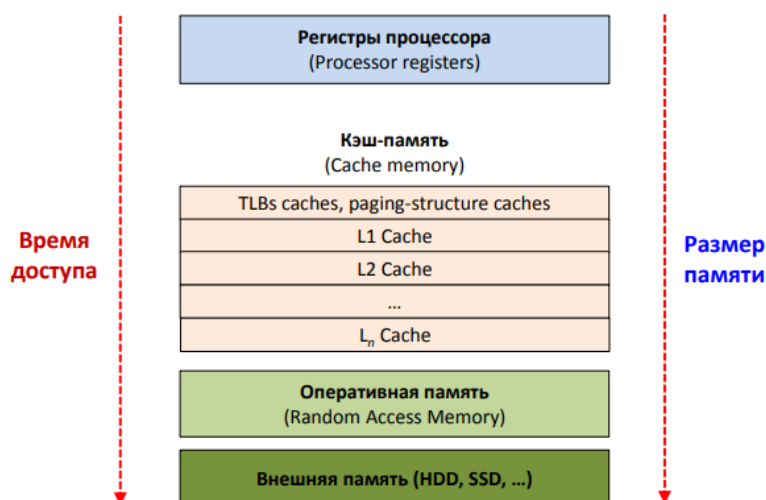 Регистры процессора
(Processor registers)
Кэш-память
(Cache memory)
TLBs caches, paging-structure caches
L1 Cache
L2 Cache
...
Ln Cache
Время
доступа
Размер
памяти
Оперативная память
(Random Access Memory)
Внешняя память (HDD, SSD, ...)